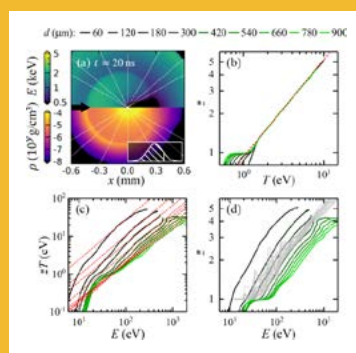 d (μm): 60 120 180 300 420 540 660 780 900
(a) t ≈ 20 ns
E (keV)
5
4
3
2
0.5
ρ (10^y g/cm³)
-4
-5
-6
-7
-8
-0.6 -0.3 0.0 0.3 0.6
x (mm)
(b)
5
4
3
2
1
z̄
10⁰ 10¹
T (eV)
(c)
z̄T (eV)
10²
10¹
10⁰
10⁻¹
10¹ 10² 10³
E (eV)
(d)
5
4
3
2
1
z̄
10¹ 10² 10³
E (eV)